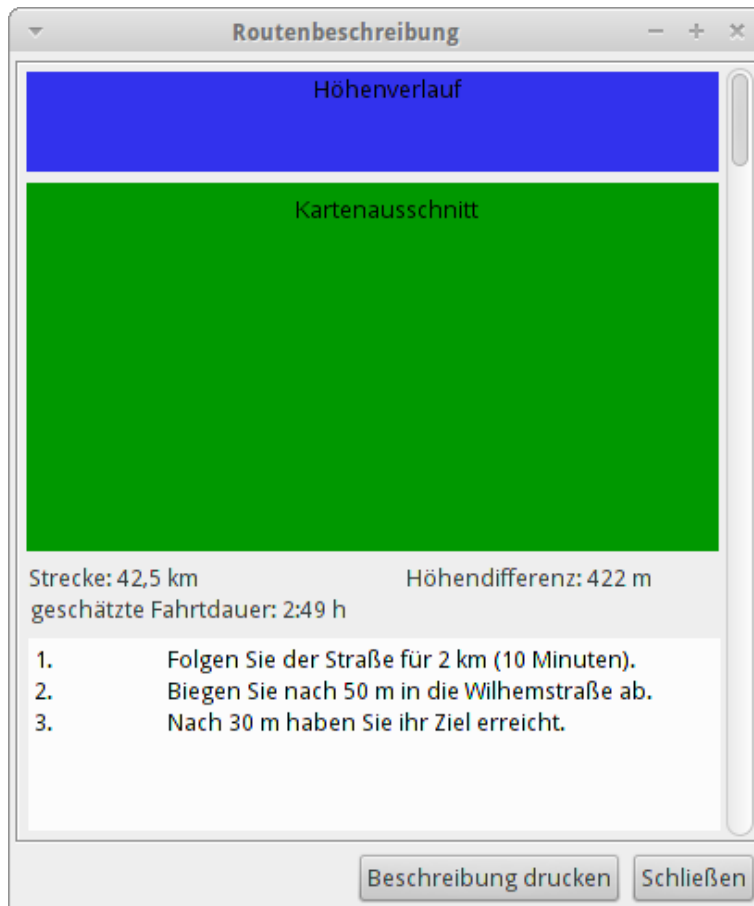 Routenbeschreibung
Höhenverlauf
Kartenausschnitt
Strecke: 42,5 km Höhendifferenz: 422 m
geschätzte Fahrtdauer: 2:49 h
1. Folgen Sie der Straße für 2 km (10 Minuten).
2. Biegen Sie nach 50 m in die Wilhemstraße ab.
3. Nach 30 m haben Sie ihr Ziel erreicht.
Beschreibung drucken Schließen